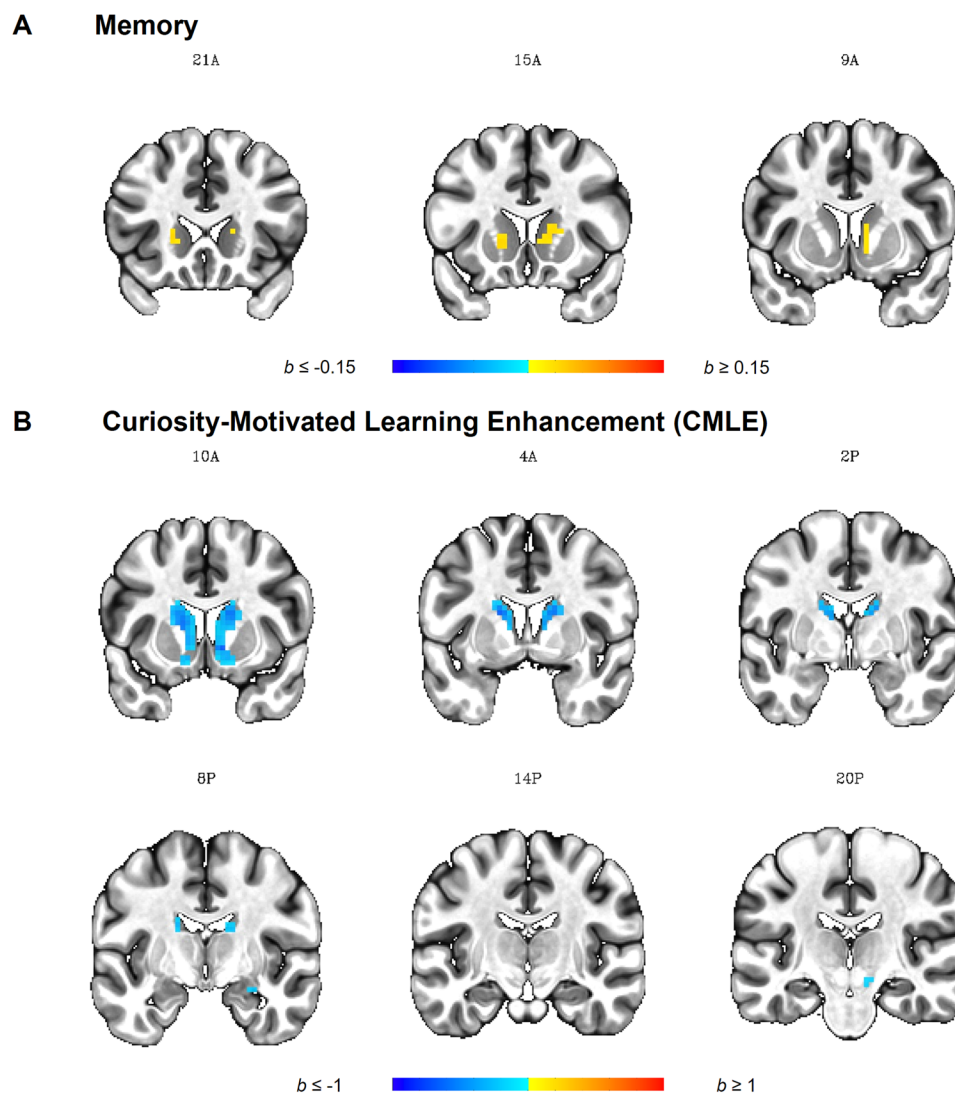 A Memory
21A 15A 9A
b ≤ -0.15 b ≥ 0.15
B Curiosity-Motivated Learning Enhancement (CMLE)
10A 4A 2P
8P 14P 20P
b ≤ -1 b ≥ 1